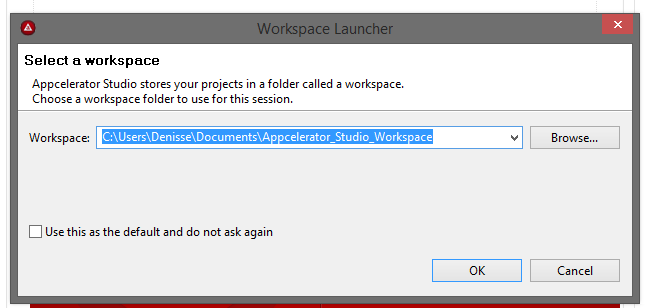 Workspace Launcher
Select a workspace
Appcelerator Studio stores your projects in a folder called a workspace.
Choose a workspace folder to use for this session.
Workspace: C:\Users\Denisse\Documents\Appcelerator_Studio_Workspace Browse...
Use this as the default and do not ask again
OK Cancel